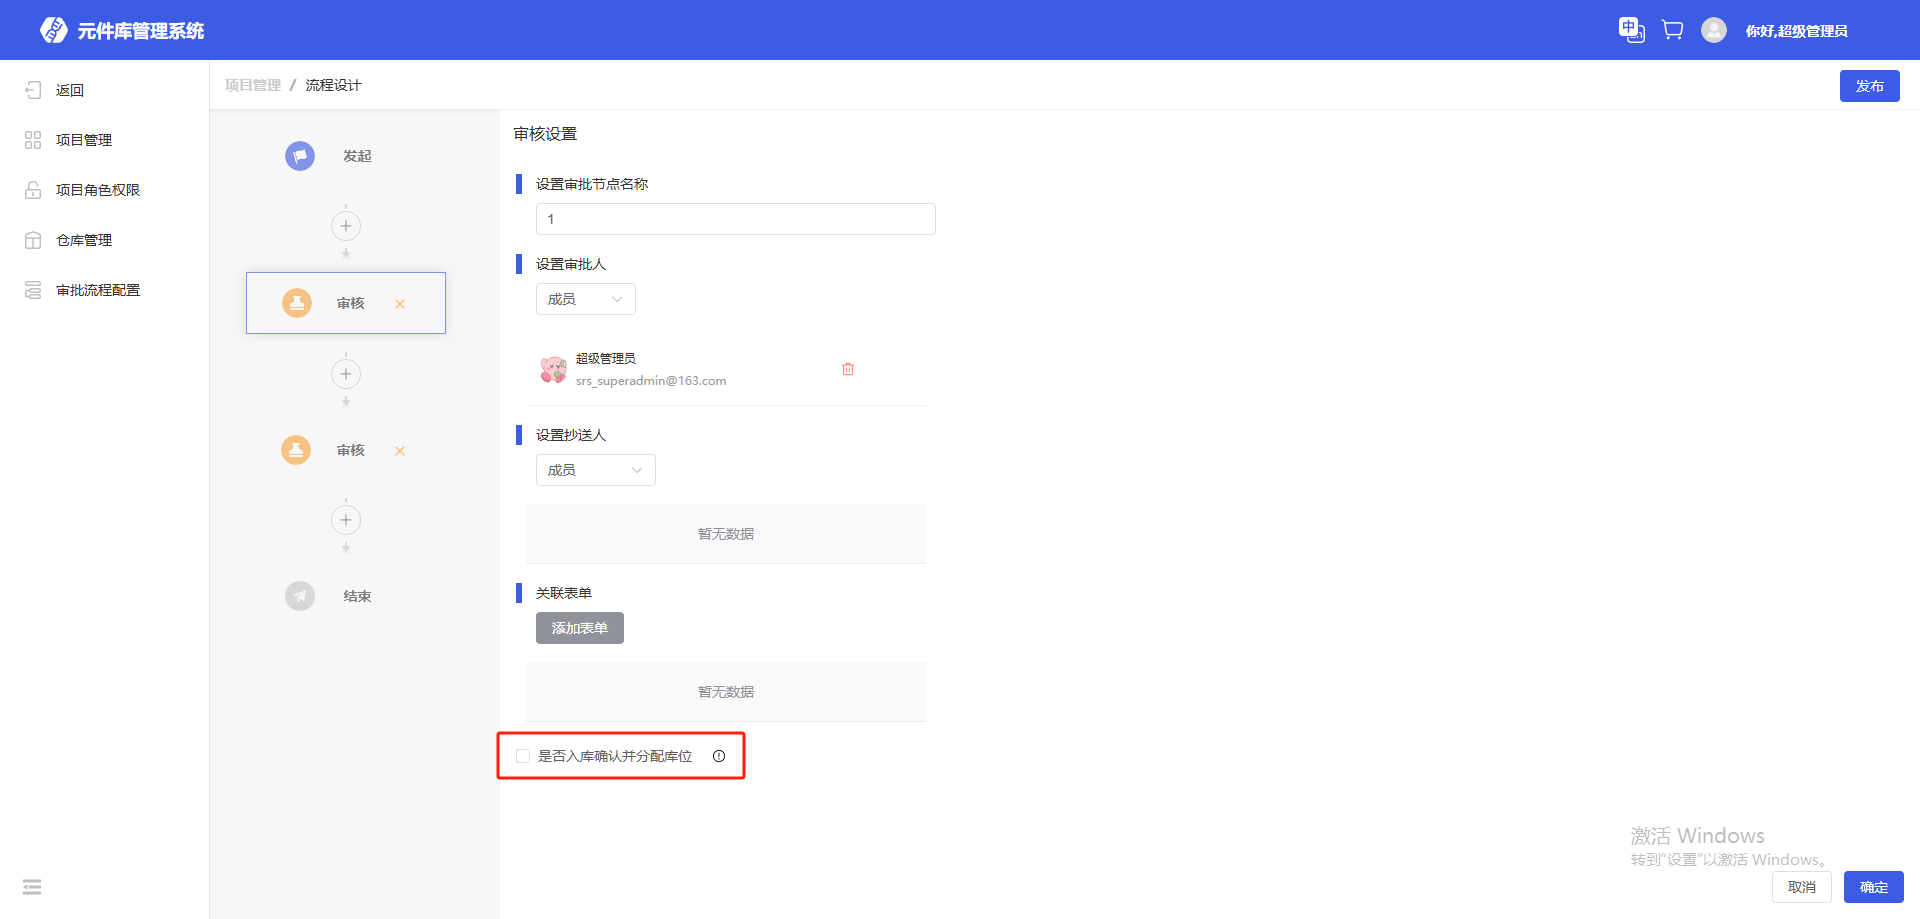 元件库管理系统
中
你好,超级管理员
返回
项目管理
项目角色权限
仓库管理
审批流程配置
项目管理 / 流程设计
发布
发起
审核
审核
结束
审核设置
设置审批节点名称
1
设置审批人
成员
超级管理员
srs_superadmin@163.com
设置抄送人
成员
暂无数据
关联表单
添加表单
暂无数据
是否入库确认并分配库位
激活 Windows
转到"设置"以激活 Windows。
取消
确定